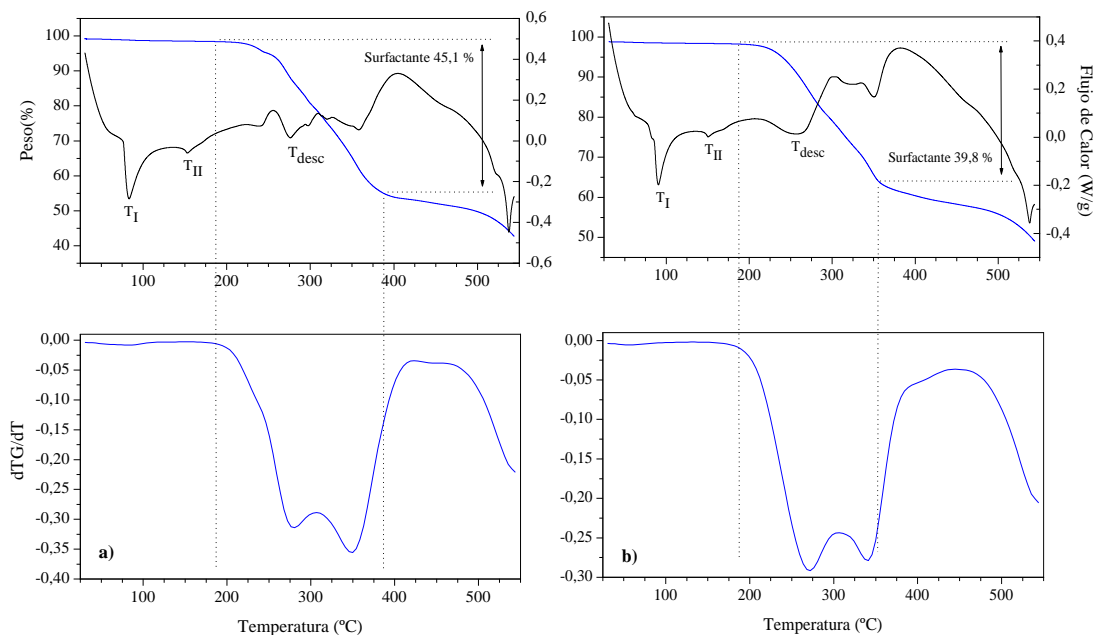 0,6
100
0,4
90
Surfactante 45,1 %
80
0,2
70
0,0
60
-0,2
50
-0,4
40
-0,6
Peso(%)
T_I
T_II
T_desc
100 200 300 400 500
100
0,4
90
0,2
80
70
0,0
60
-0,2
50
-0,4
Surfactante 39,8 %
T_I
T_II
T_desc
Flujo de Calor (W/g)
100 200 300 400 500
0,00
-0,05
-0,10
-0,15
-0,20
-0,25
-0,30
-0,35
-0,40
dTG/dT
a)
100 200 300 400 500
Temperatura (ºC)
0,00
-0,05
-0,10
-0,15
-0,20
-0,25
-0,30
b)
100 200 300 400 500
Temperatura (ºC)